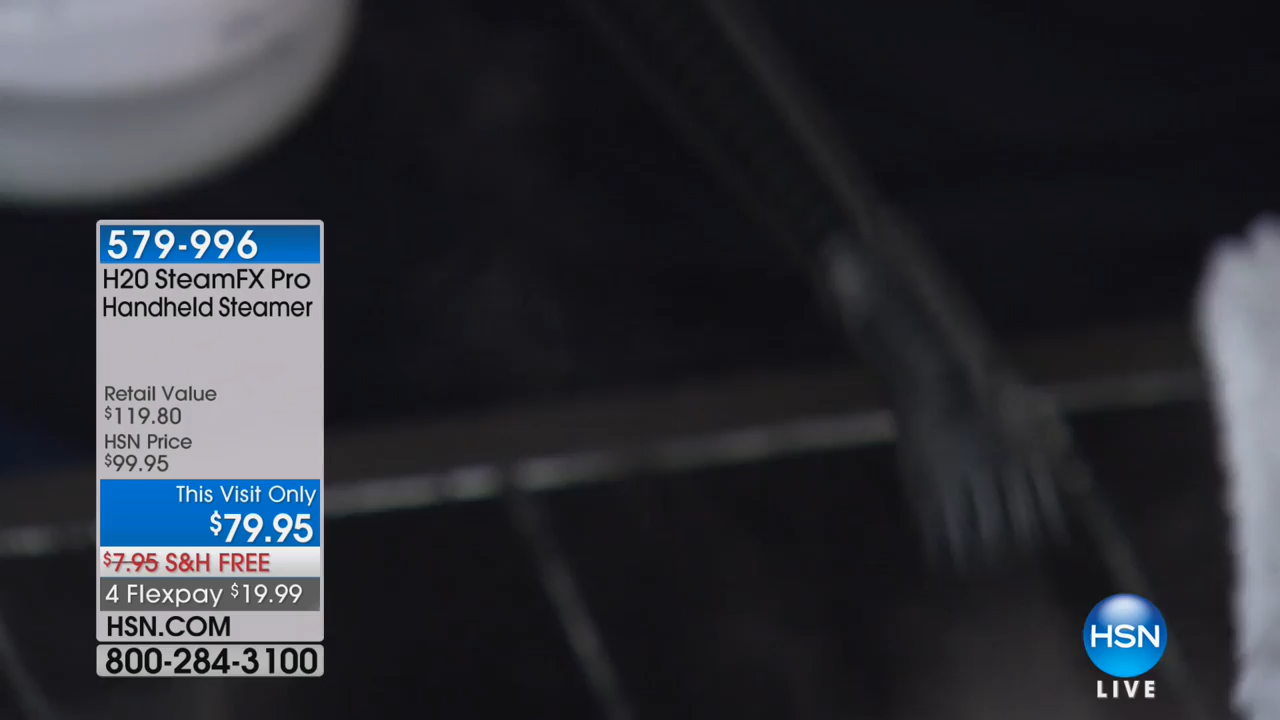 579-996
H20 SteamFX Pro
Handheld Steamer
Retail Value
$119.80
HSN Price
$99.95
This Visit Only
$79.95
$7.95 S&H FREE
4 Flexpay $19.99
HSN.COM
800-284-3100
HSN
LIVE